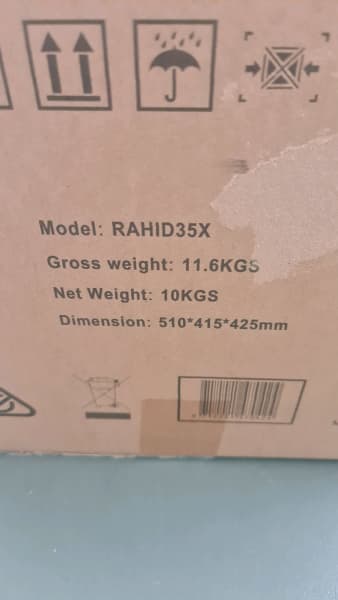 Model: RAHID35X
Gross weight: 11.6KGS
Net Weight: 10KGS
Dimension: 510*415*425mm